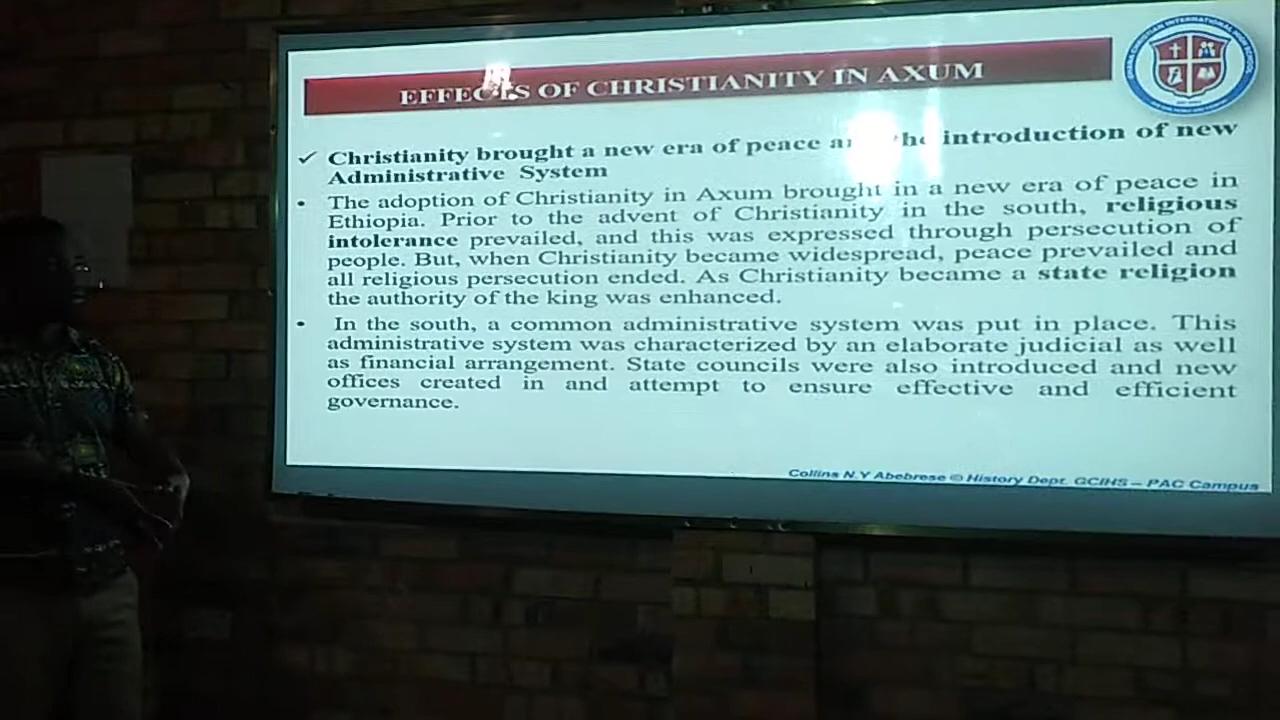 EFFECTS OF CHRISTIANITY IN AXUM
✓ Christianity brought a new era of peace the introduction of new
Administrative System
• The adoption of Christianity in Axum brought in a new era of peace in
Ethiopia. Prior to the advent of Christianity in the south, religious
intolerance prevailed, and this was expressed through persecution of
people. But, when Christianity became widespread, peace prevailed and
all religious persecution ended. As Christianity became a state religion
the authority of the king was enhanced.
• In the south, a common administrative system was put in place. This
administrative system was characterized by an elaborate judicial as well
as financial arrangement. State councils were also introduced and new
offices created in and attempt to ensure effective and efficient
governance.
Collins N.Y Abebrese © History Dept. GCIHS – PAC Campus